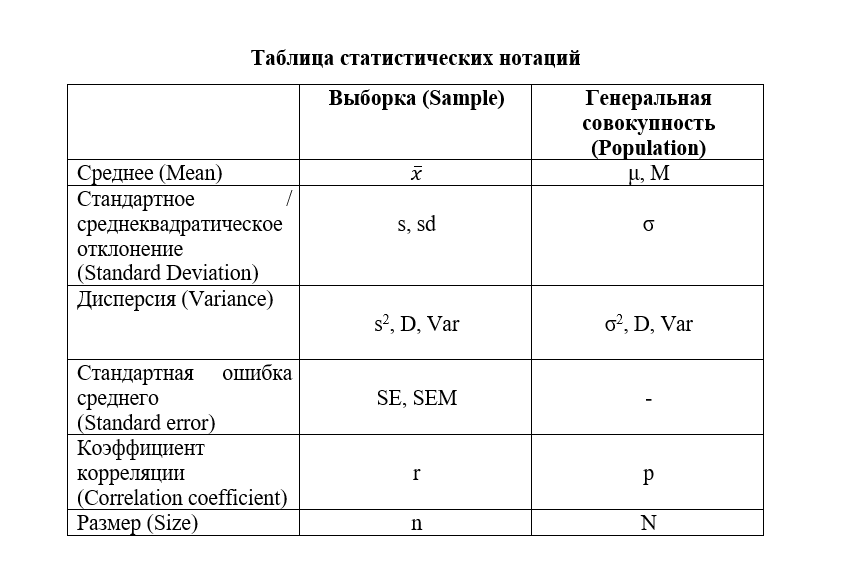 Таблица статистических нотаций
Выборка (Sample)
Генеральная
совокупность
(Population)
Среднее (Mean)
x̄
μ, M
Стандартное /
среднеквадратическое
отклонение
(Standard Deviation)
s, sd
σ
Дисперсия (Variance)
s², D, Var
σ², D, Var
Стандартная ошибка
среднего
(Standard error)
SE, SEM
-
Коэффициент
корреляции
(Correlation coefficient)
r
p
Размер (Size)
n
N